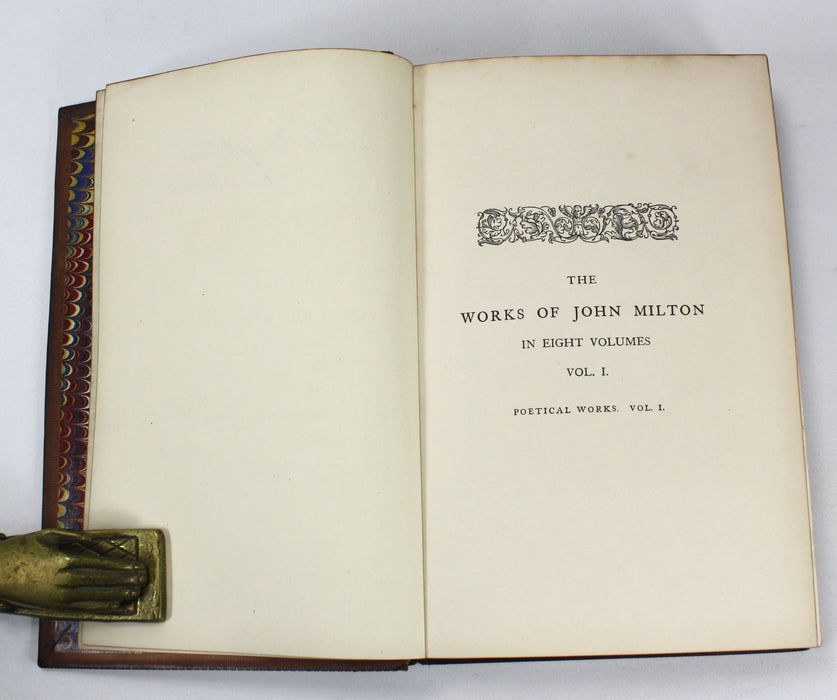 THE
WORKS OF JOHN MILTON
IN EIGHT VOLUMES
VOL. I.
POETICAL WORKS. VOL. I.